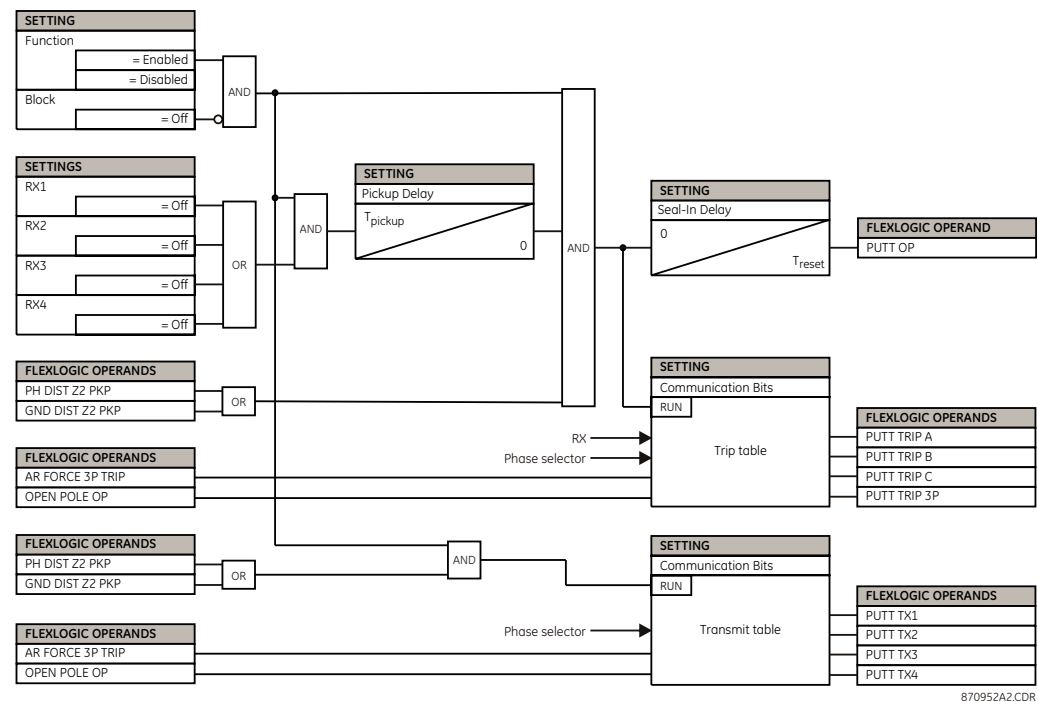 SETTING
Function
= Enabled
= Disabled
Block
= Off
AND
SETTINGS
RX1
= Off
RX2
= Off
RX3
= Off
RX4
= Off
OR
AND
SETTING
Pickup Delay
Tpickup
0
AND
SETTING
Seal-In Delay
0
Treset
FLEXLOGIC OPERAND
PUTT OP
FLEXLOGIC OPERANDS
PH DIST Z2 PKP
GND DIST Z2 PKP
OR
FLEXLOGIC OPERANDS
AR FORCE 3P TRIP
OPEN POLE OP
SETTING
Communication Bits
RUN
RX
Phase selector
Trip table
FLEXLOGIC OPERANDS
PUTT TRIP A
PUTT TRIP B
PUTT TRIP C
PUTT TRIP 3P
FLEXLOGIC OPERANDS
PH DIST Z2 PKP
GND DIST Z2 PKP
OR
AND
FLEXLOGIC OPERANDS
AR FORCE 3P TRIP
OPEN POLE OP
SETTING
Communication Bits
RUN
Phase selector
Transmit table
FLEXLOGIC OPERANDS
PUTT TX1
PUTT TX2
PUTT TX3
PUTT TX4
870952A2.CDR